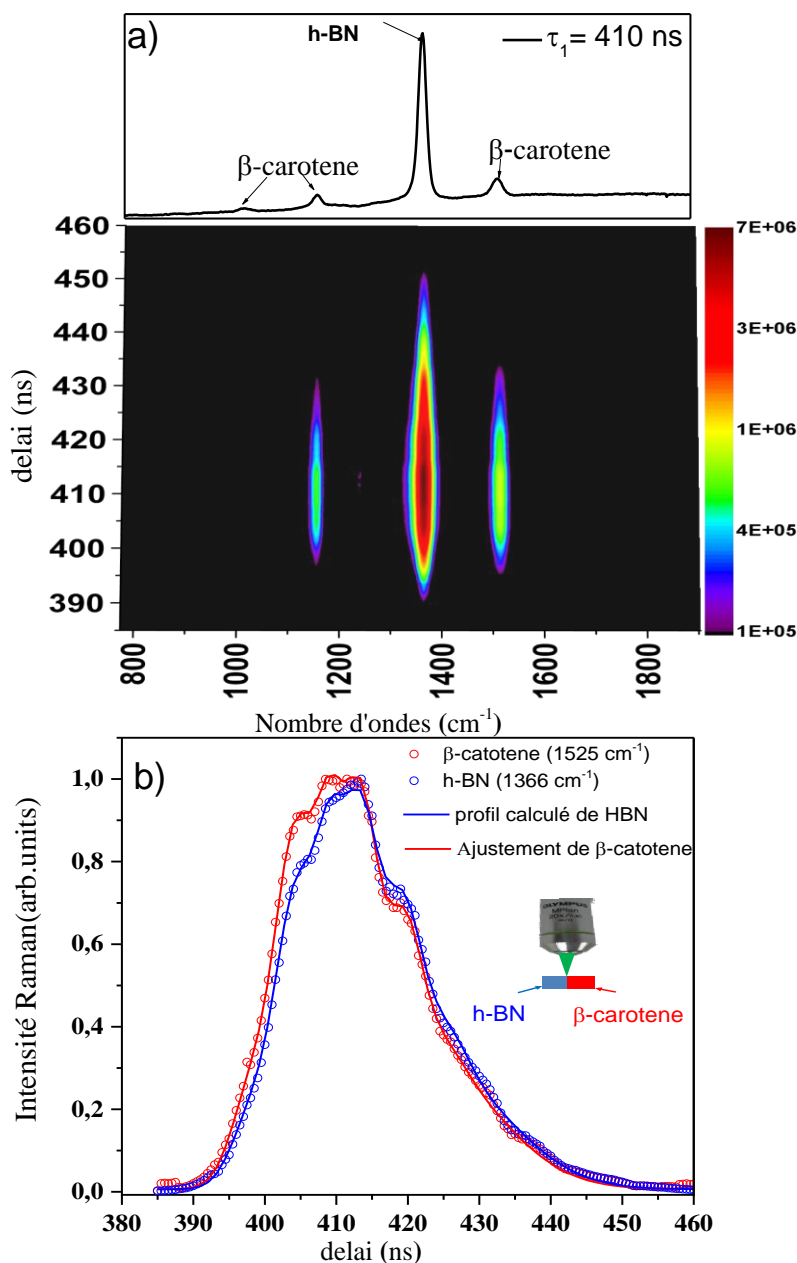 a)
h-BN
τ1= 410 ns
β-carotene
β-carotene
460
450
440
430
420
410
400
390
delai (ns)
7E+06
3E+06
1E+06
4E+05
1E+05
800
1000
1200
1400
1600
1800
Nombre d'ondes (cm-1)
b)
β-catotene (1525 cm-1)
h-BN (1366 cm-1)
profil calculé de HBN
Ajustement de β-catotene
1,0
0,8
0,6
0,4
0,2
0,0
Intensité Raman(arb.units)
OLYMPUS
MPlan
h-BN
β-carotene
380
390
400
410
420
430
440
450
460
delai (ns)